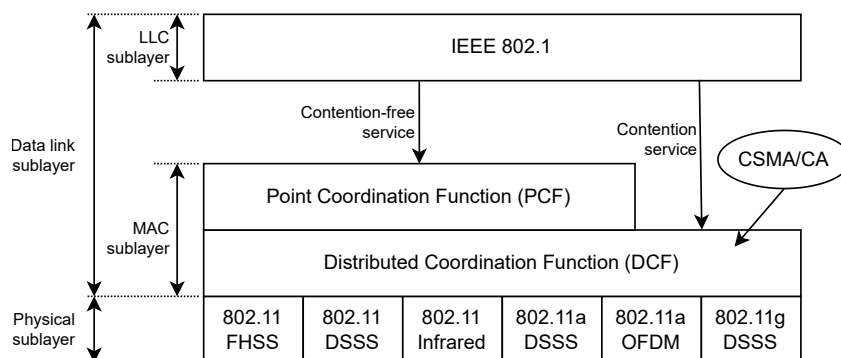 LLC
sublayer
IEEE 802.1
Contention-free
service
Contention
service
CSMA/CA
Data link
sublayer
Point Coordination Function (PCF)
MAC
sublayer
Distributed Coordination Function (DCF)
Physical
sublayer
802.11
FHSS
802.11
DSSS
802.11
Infrared
802.11a
DSSS
802.11a
OFDM
802.11g
DSSS